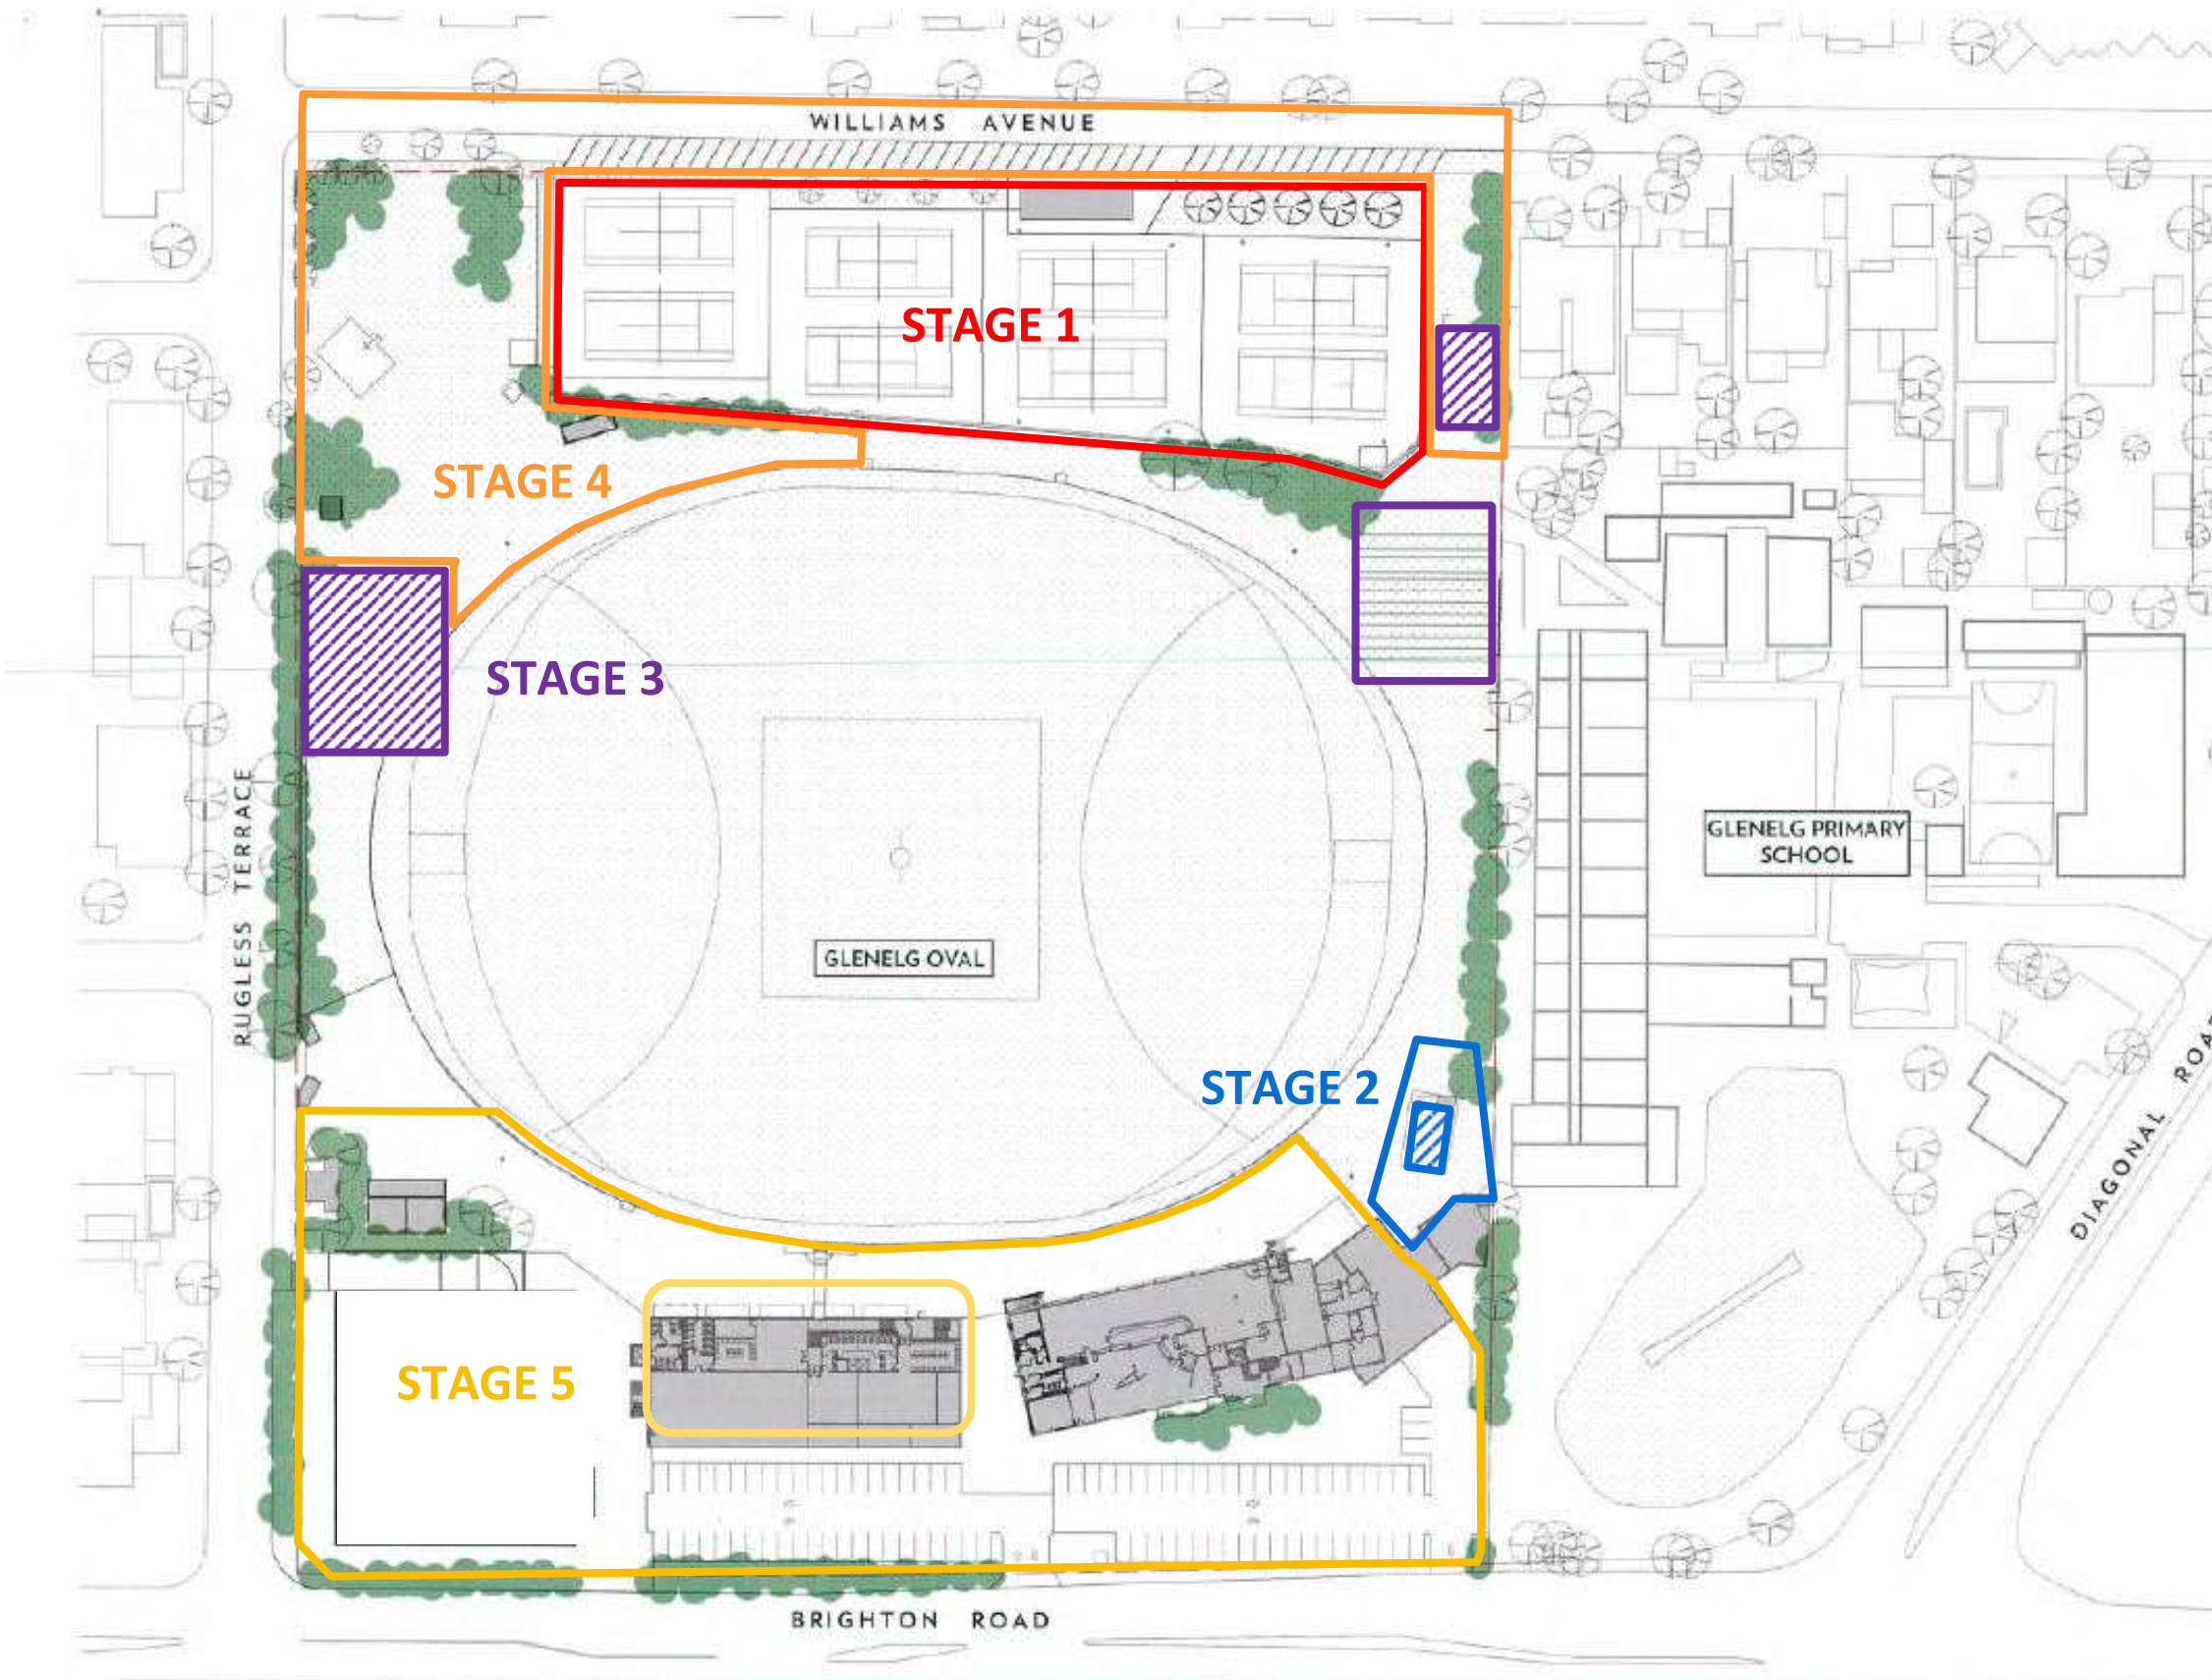 WILLIAMS AVENUE
STAGE 1
STAGE 4
STAGE 3
RUGLESS TERRACE
GLENELG PRIMARY
SCHOOL
GLENELG OVAL
STAGE 2
DIAGONAL ROAD
STAGE 5
BRIGHTON ROAD